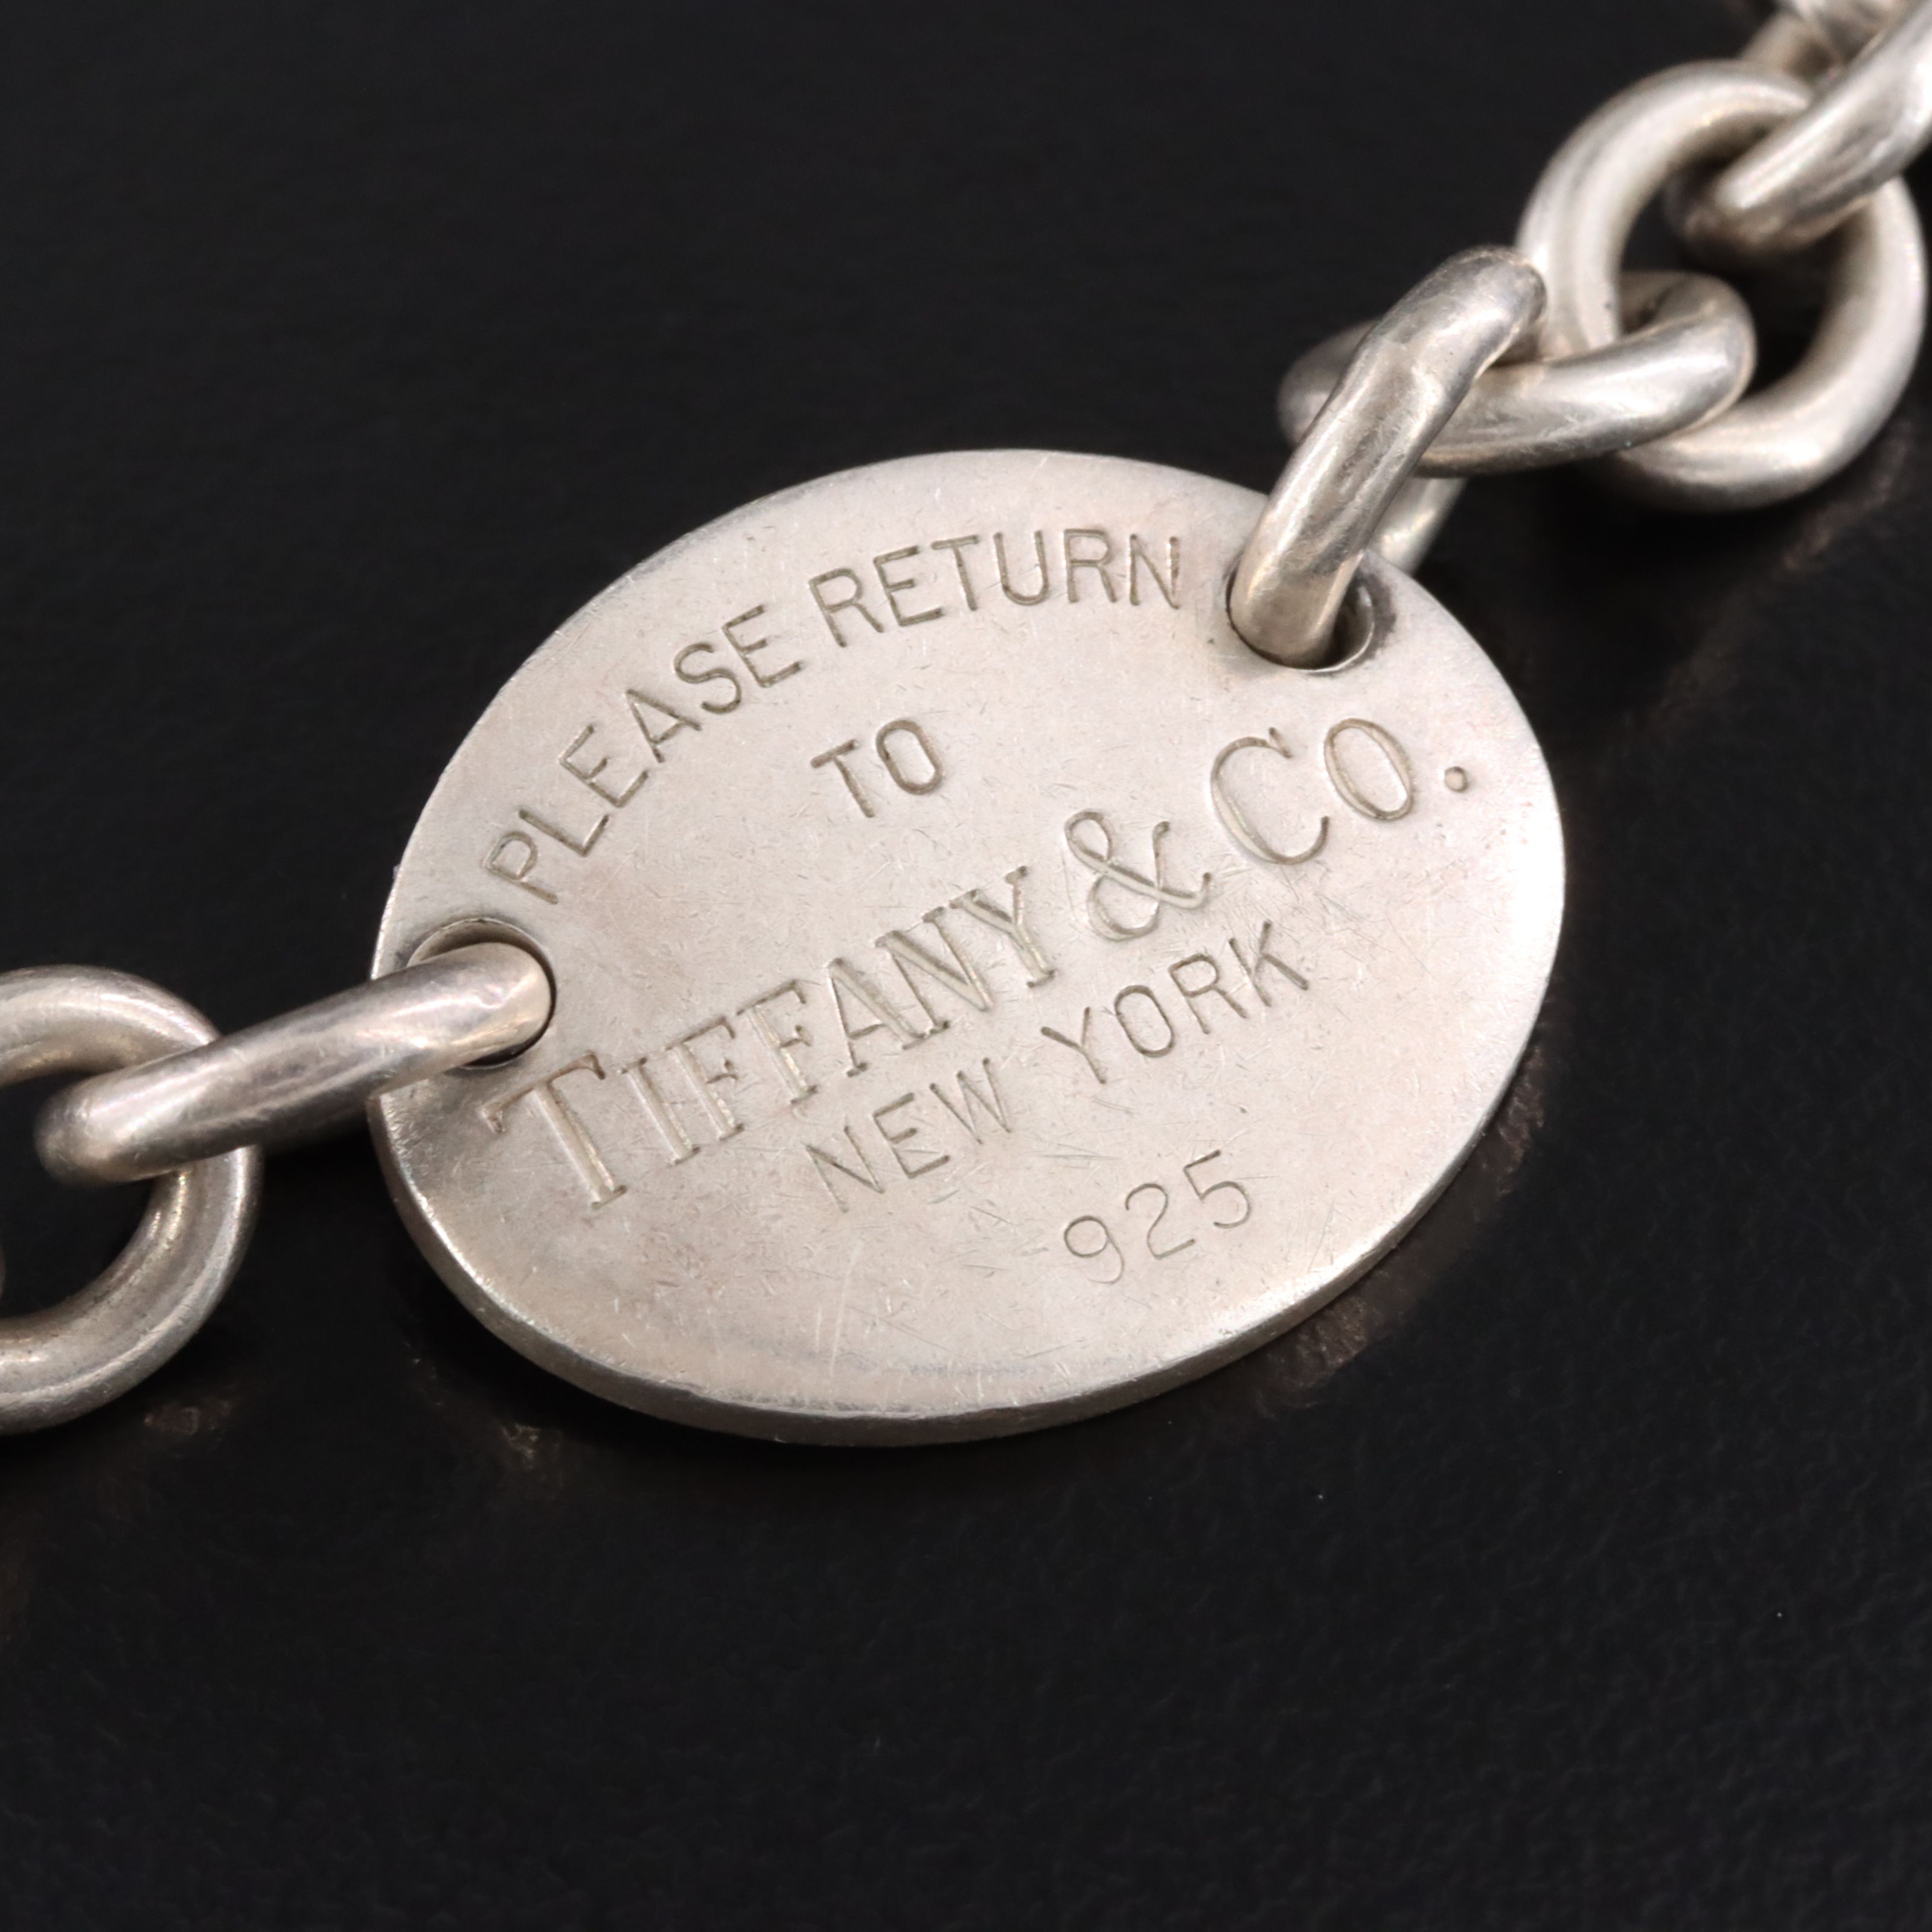 PLEASE RETURN
TO
TIFFANY & CO.
NEW YORK
925